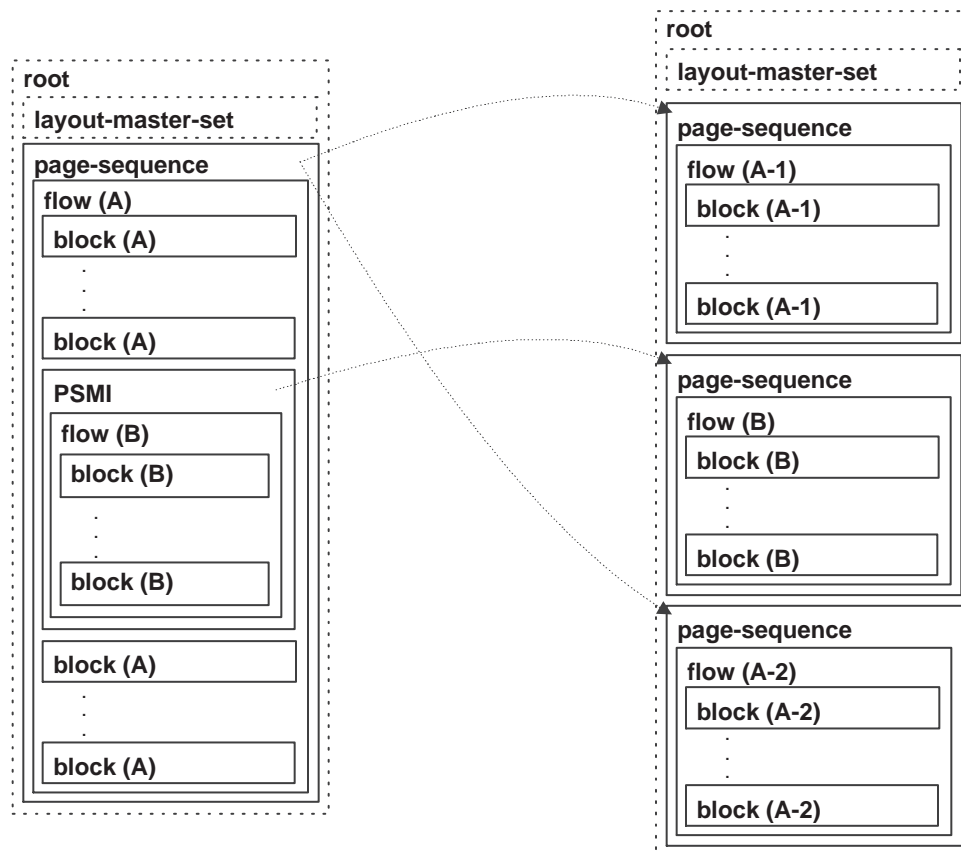 root
layout-master-set
page-sequence
flow (A)
block (A)
block (A)
PSMI
flow (B)
block (B)
block (B)
block (A)
block (A)
root
layout-master-set
page-sequence
flow (A-1)
block (A-1)
block (A-1)
page-sequence
flow (B)
block (B)
block (B)
page-sequence
flow (A-2)
block (A-2)
block (A-2)